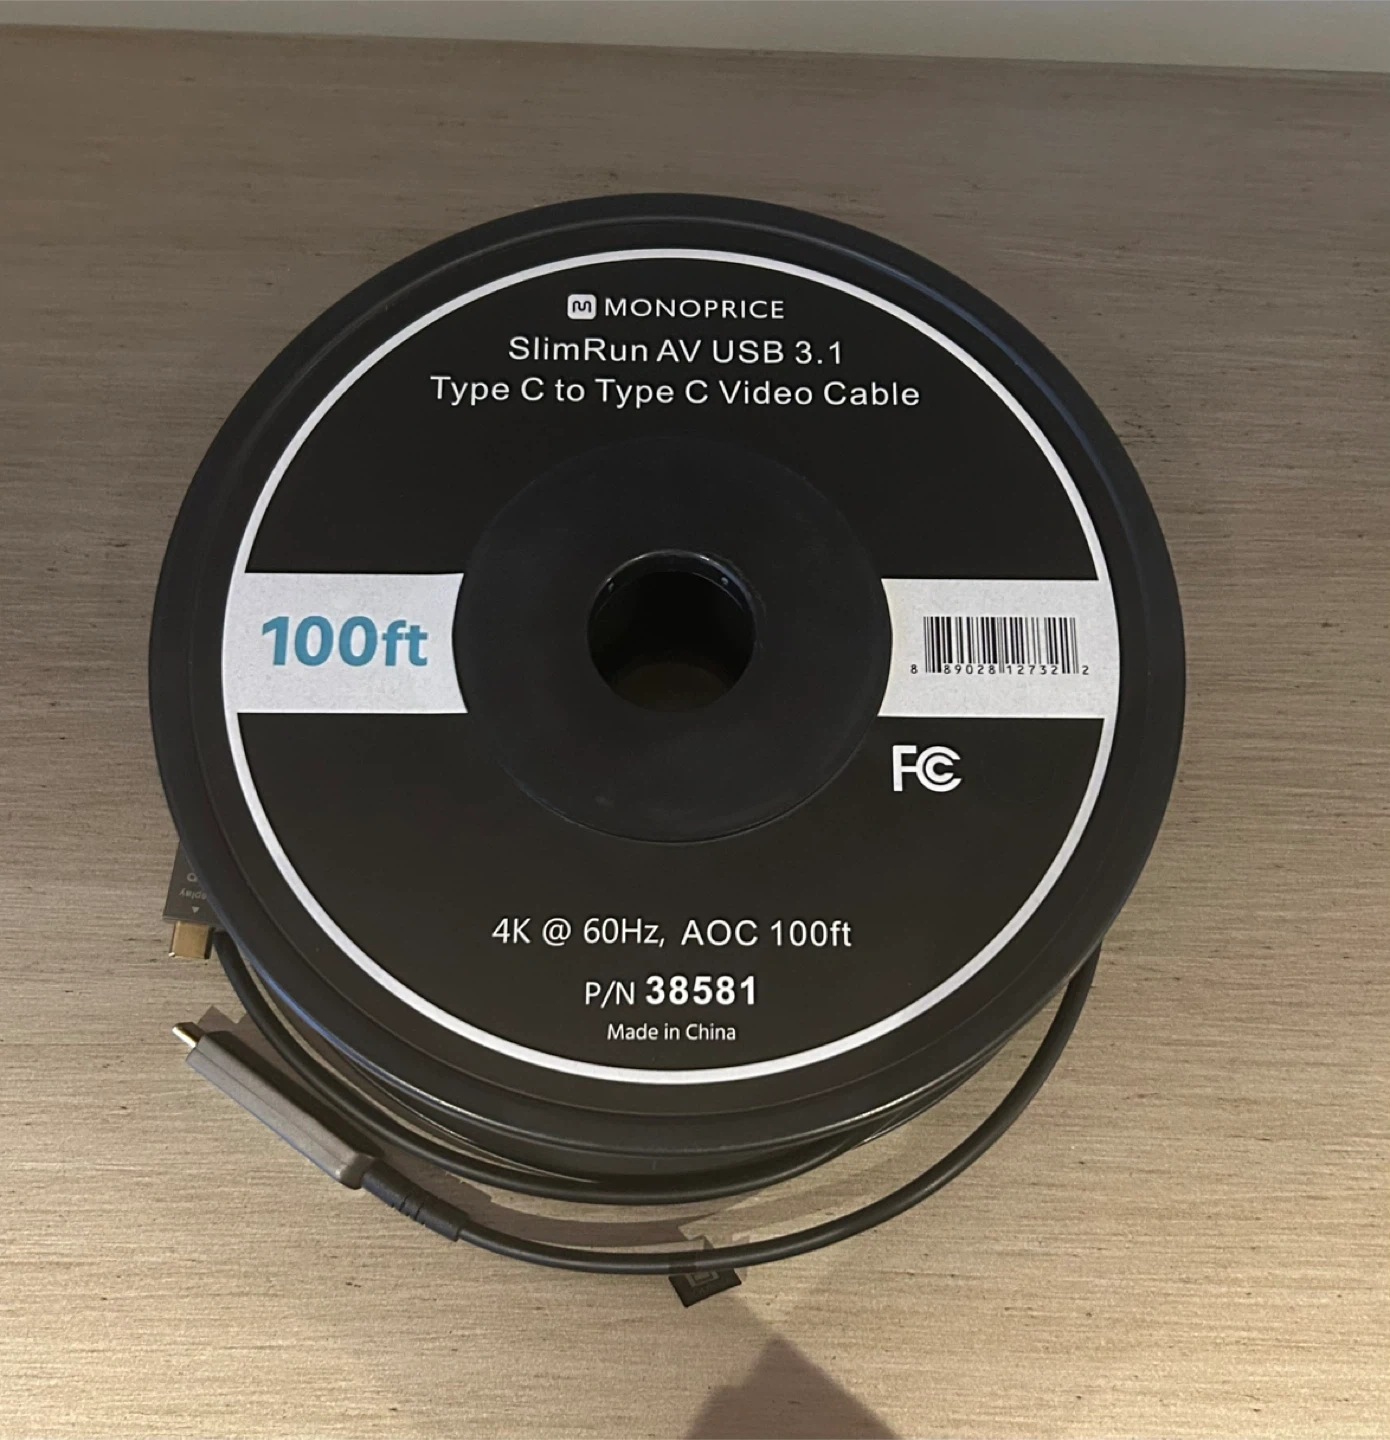 MONOPRICE
SlimRun AV USB 3.1
Type C to Type C Video Cable
100ft
8 89028 12732 2
FC
4K @ 60Hz, AOC 100ft
P/N 38581
Made in China